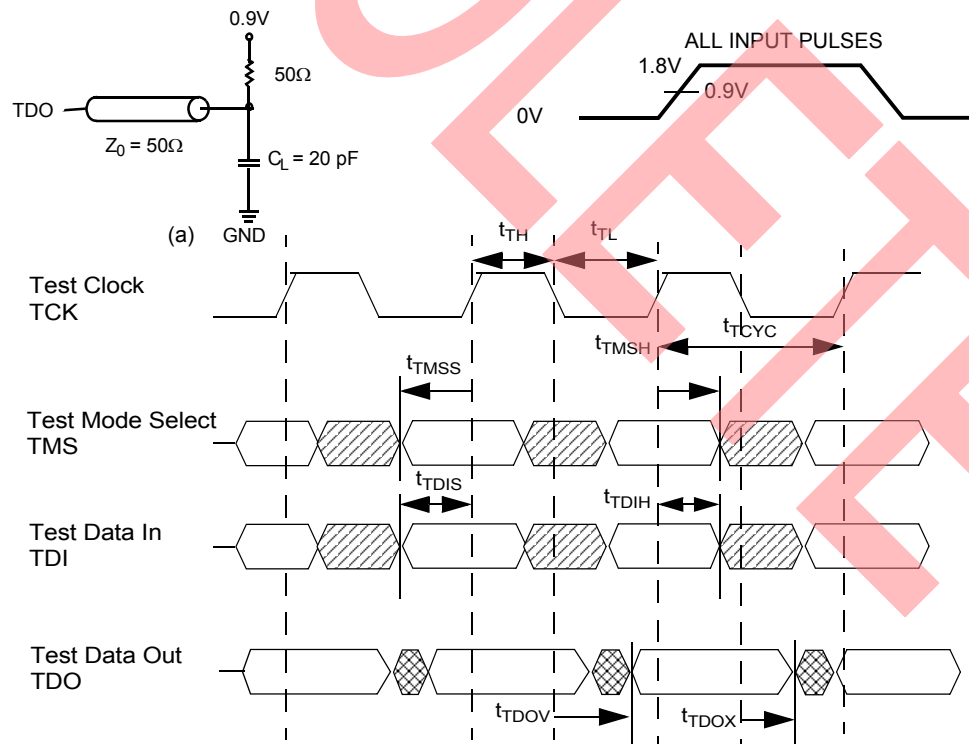 0.9V
50Ω
TDO
Z0 = 50Ω
CL = 20 pF
(a)
GND
ALL INPUT PULSES
1.8V
0.9V
0V
tTH
tTL
Test Clock
TCK
tTMSH
tTCYC
tTMSS
Test Mode Select
TMS
tTDIS
tTDIH
Test Data In
TDI
Test Data Out
TDO
tTDOV
tTDOX